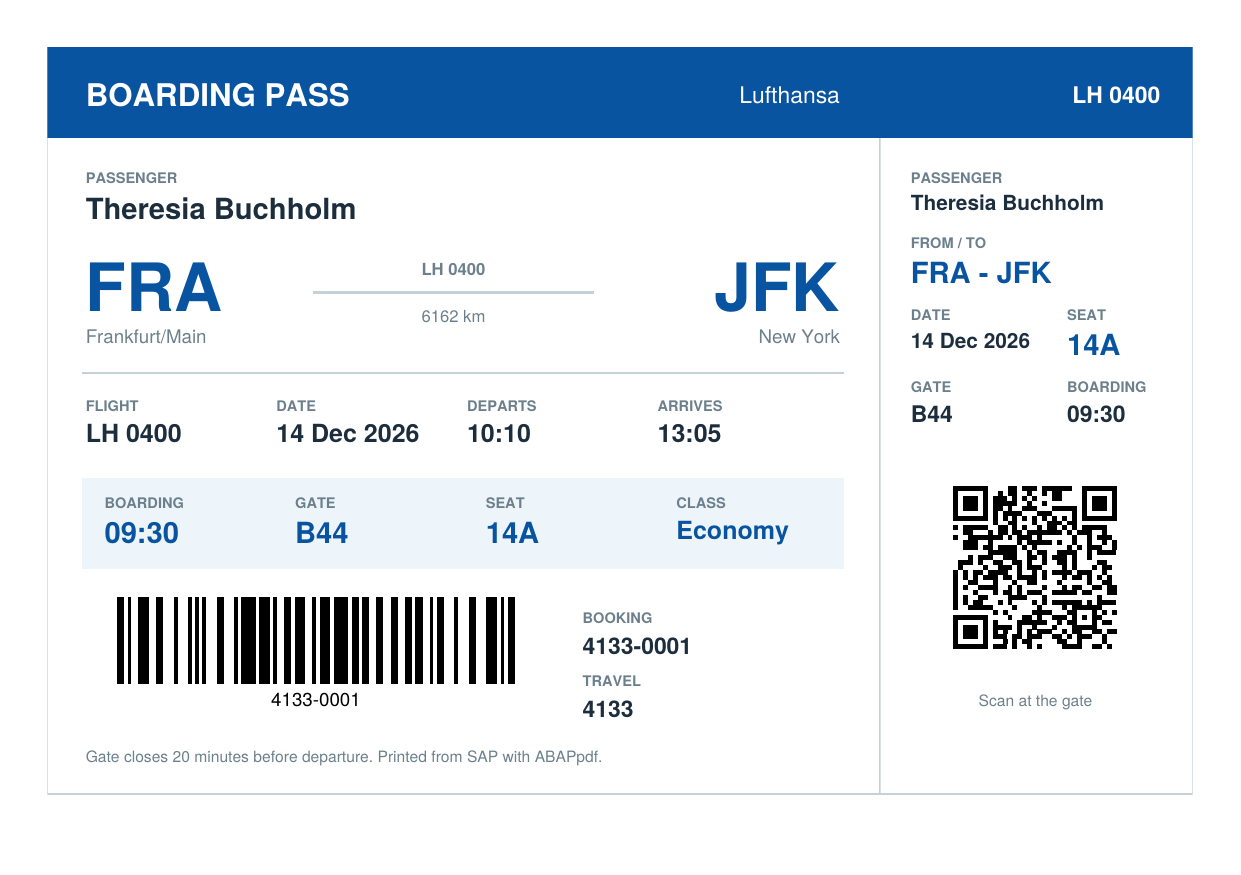 BOARDING PASS
Lufthansa
LH 0400
PASSENGER
Theresia Buchholm
FRA
LH 0400
JFK
6162 km
Frankfurt/Main
New York
FLIGHT
DATE
DEPARTS
ARRIVES
LH 0400
14 Dec 2026
10:10
13:05
BOARDING
GATE
SEAT
CLASS
09:30
B44
14A
Economy
4133-0001
BOOKING
4133-0001
TRAVEL
4133
Gate closes 20 minutes before departure. Printed from SAP with ABAPpdf.
PASSENGER
Theresia Buchholm
FROM / TO
FRA - JFK
DATE
SEAT
14 Dec 2026
14A
GATE
BOARDING
B44
09:30
Scan at the gate